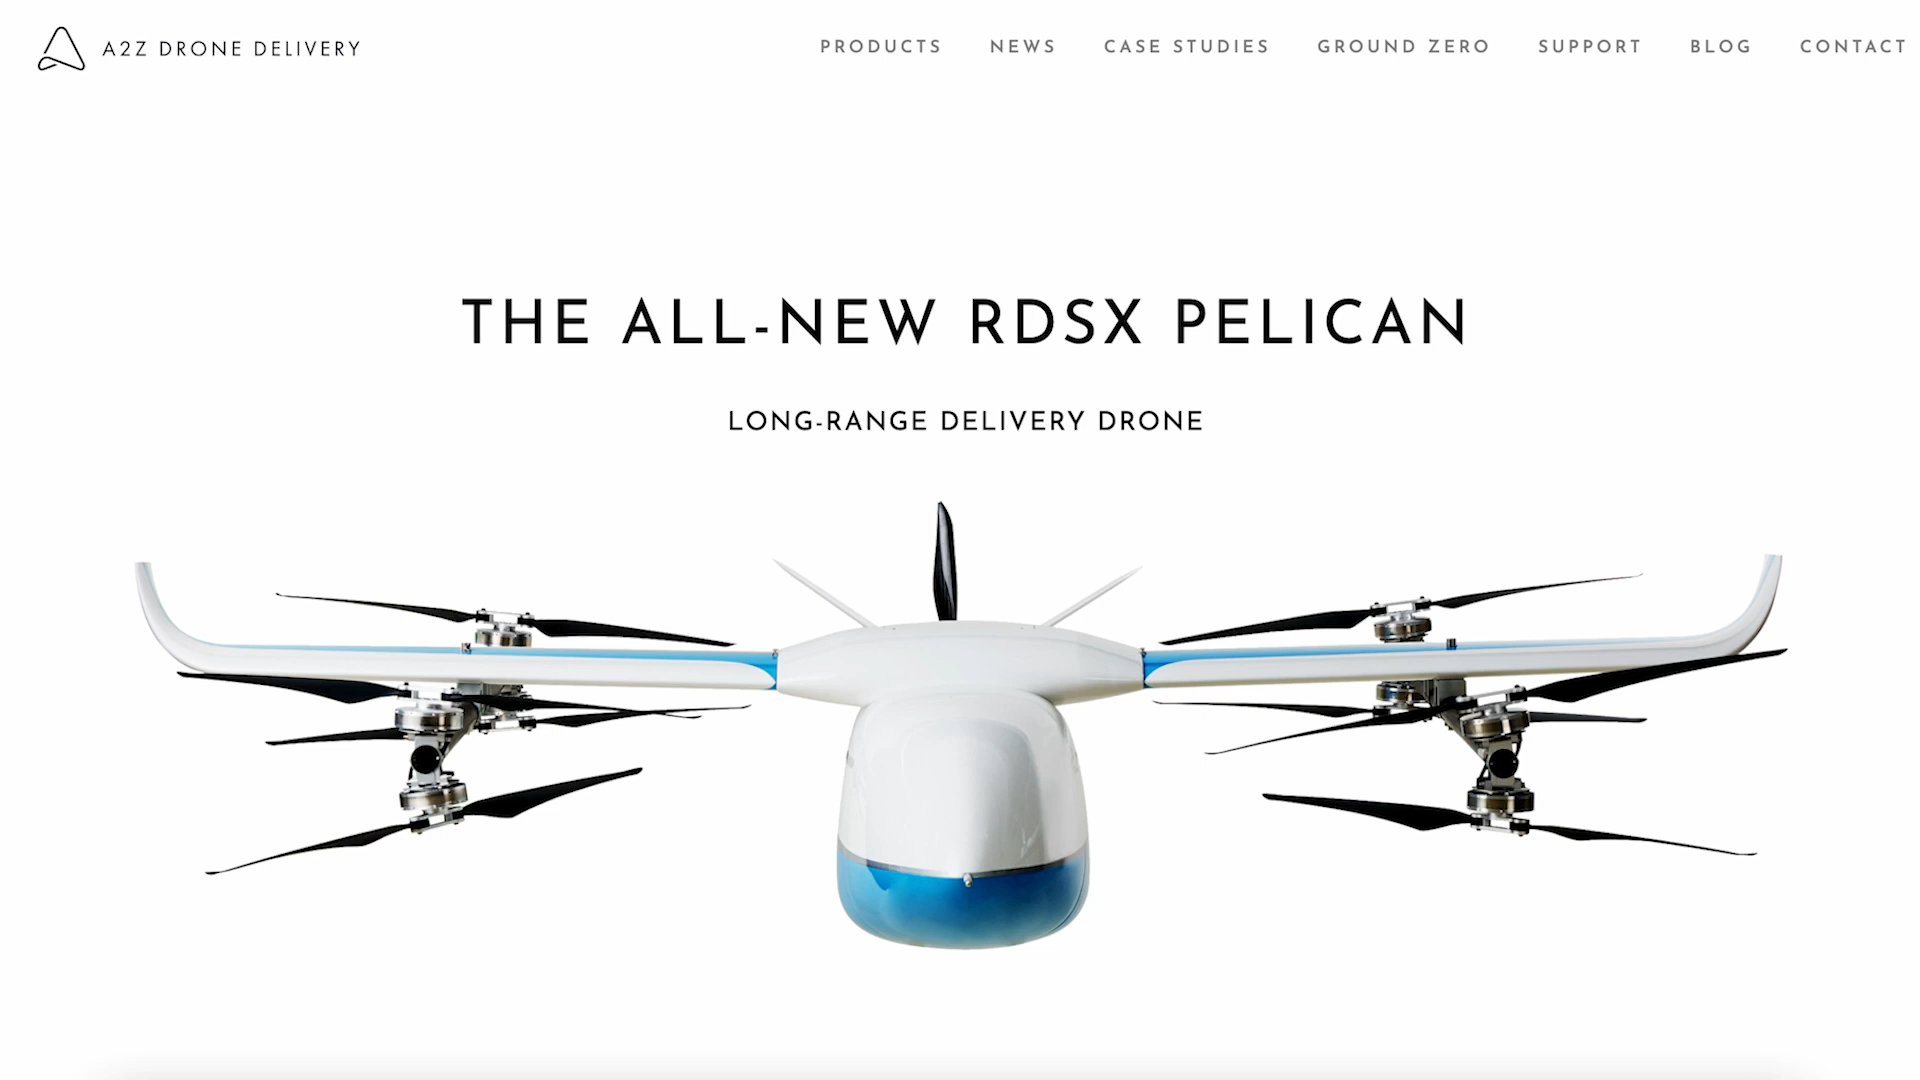 A2Z DRONE DELIVERY
PRODUCTS NEWS CASE STUDIES GROUND ZERO SUPPORT BLOG CONTACT
THE ALL-NEW RDSX PELICAN
LONG-RANGE DELIVERY DRONE